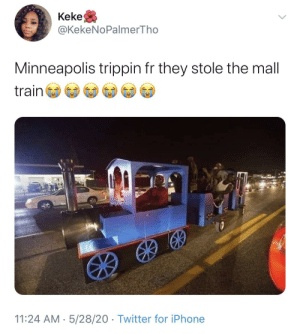 Keke🌺
@KekeNoPalmerTho
Minneapolis trippin fr they stole the mall
train😭😭😭😭😭😭
11:24 AM · 5/28/20 · Twitter for iPhone